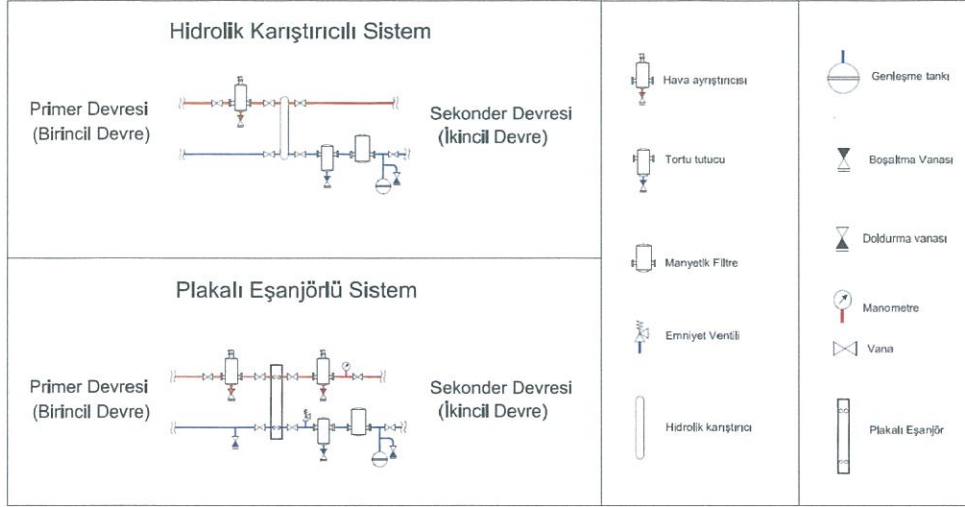 Hidrolik Karıştırıcılı Sistem
Primer Devresi
(Birincil Devre)
Sekonder Devresi
(İkincil Devre)
Plakalı Eşanjörlü Sistem
Primer Devresi
(Birincil Devre)
Sekonder Devresi
(İkincil Devre)
Hava ayrıştırıcısı
Tortu tutucu
Manyetik Filtre
Emniyet Ventili
Hidrolik karıştırıcı
Genleşme tankı
Boşaltma Vanası
Doldurma vanası
Manometre
Vana
Plakalı Eşanjör